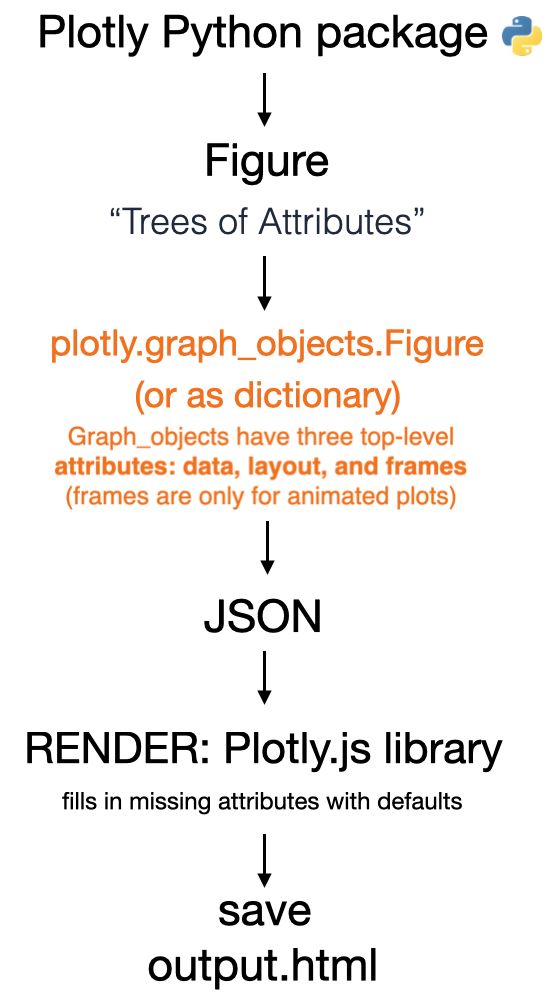 Plotly Python package
Figure
“Trees of Attributes”
plotly.graph_objects.Figure
(or as dictionary)
Graph_objects have three top-level
attributes: data, layout, and frames
(frames are only for animated plots)
JSON
RENDER: Plotly.js library
fills in missing attributes with defaults
save
output.html